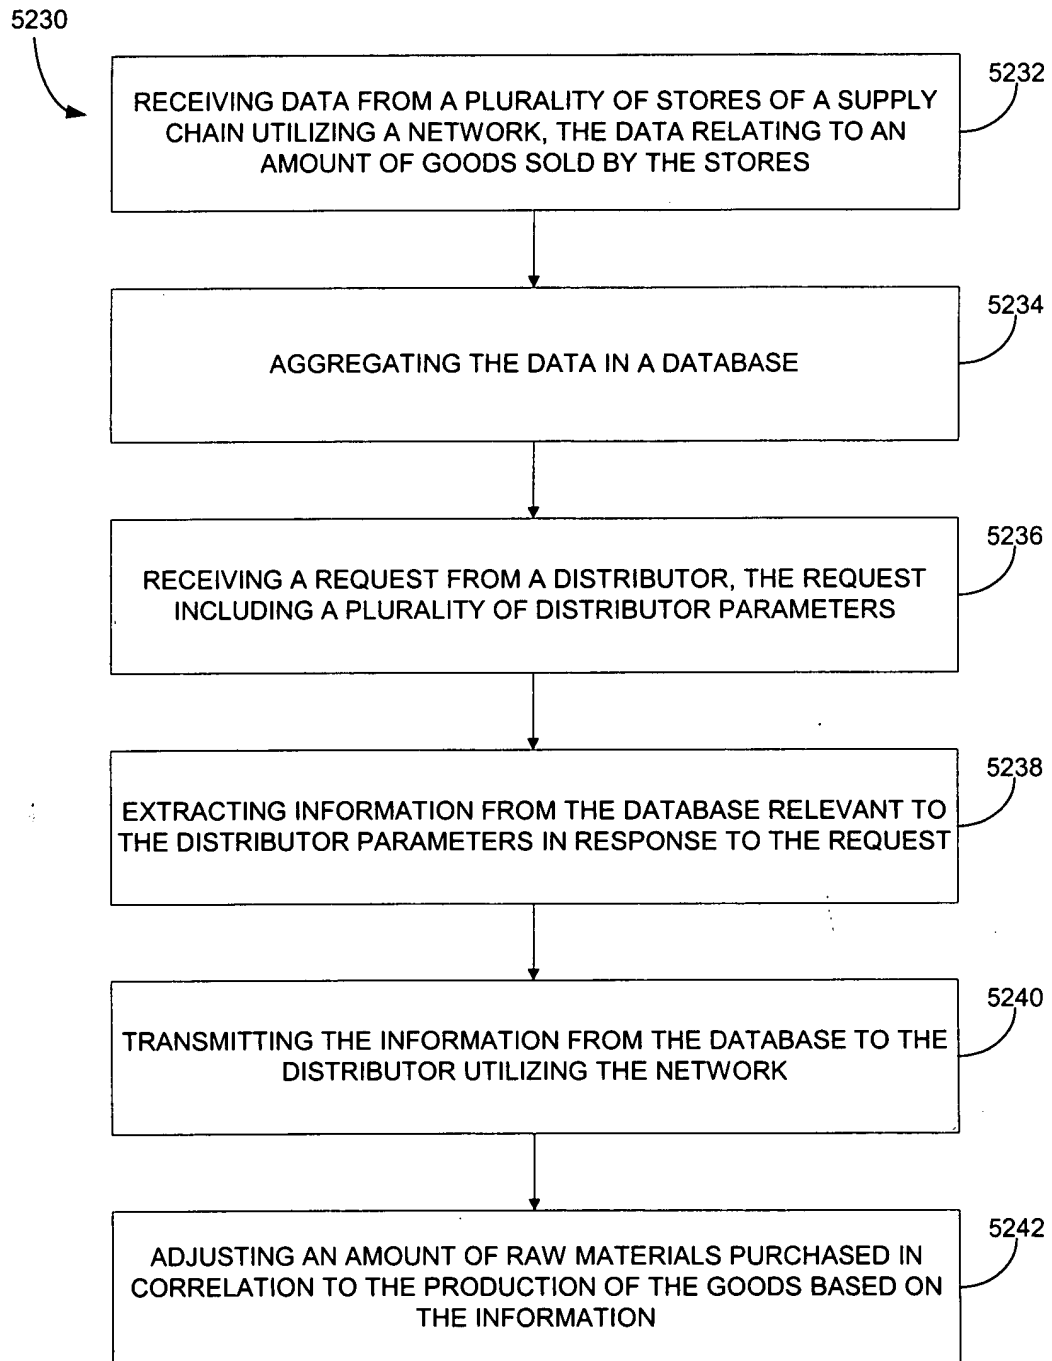 5230
RECEIVING DATA FROM A PLURALITY OF STORES OF A SUPPLY
CHAIN UTILIZING A NETWORK, THE DATA RELATING TO AN
AMOUNT OF GOODS SOLD BY THE STORES
5232
AGGREGATING THE DATA IN A DATABASE
5234
RECEIVING A REQUEST FROM A DISTRIBUTOR, THE REQUEST
INCLUDING A PLURALITY OF DISTRIBUTOR PARAMETERS
5236
EXTRACTING INFORMATION FROM THE DATABASE RELEVANT TO
THE DISTRIBUTOR PARAMETERS IN RESPONSE TO THE REQUEST
5238
TRANSMITTING THE INFORMATION FROM THE DATABASE TO THE
DISTRIBUTOR UTILIZING THE NETWORK
5240
ADJUSTING AN AMOUNT OF RAW MATERIALS PURCHASED IN
CORRELATION TO THE PRODUCTION OF THE GOODS BASED ON
THE INFORMATION
5242